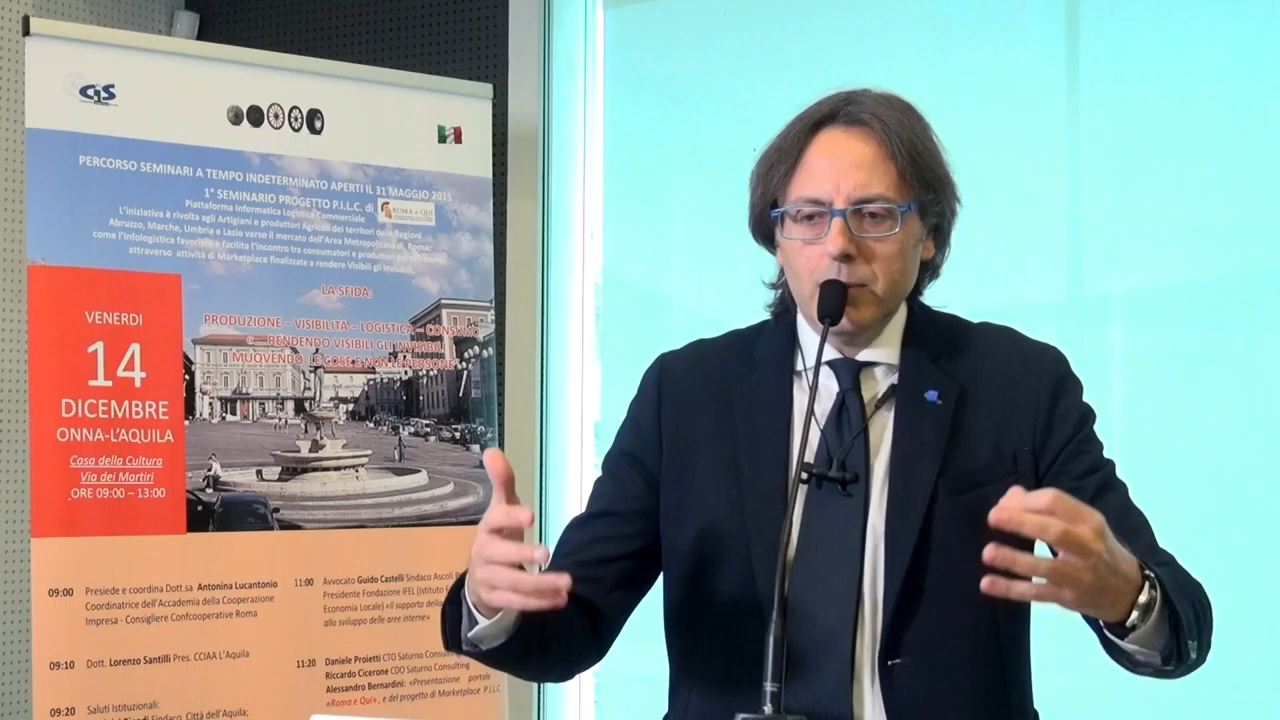 CIS
PERCORSO SEMINARI A TEMPO INDETERMINATO APERTI IL 31 MAGGIO 2015
1° SEMINARIO PROGETTO P.I.L.C. di
ROMA e QUI
Piattaforma Informatica Logistica Commerciale
L'iniziativa è rivolta agli Artigiani e produttori Agricoli dei territori delle Regioni
Abruzzo, Marche, Umbria e Lazio verso il mercato dell'Area Metropolitana di Roma;
come l'Infologistica favorisce e facilita l'incontro tra consumatori e produttori del territorio
attraverso attività di Marketplace finalizzate a rendere Visibili gli Invisibili
LA SFIDA:
PRODUZIONE – VISIBILITÀ – LOGISTICA – CONSUMO
«....RENDENDO VISIBILI GLI INVISIBILI
MUOVENDO LE COSE E NON LE PERSONE"
VENERDI
14
DICEMBRE
ONNA-L'AQUILA
Casa della Cultura
Via dei Martiri
ORE 09:00 – 13:00
09:00 Presiede e coordina Dott.sa Antonina Lucantonio
Coordinatrice dell'Accademia della Cooperazione
Impresa - Consigliere Confcooperative Roma
09:10 Dott. Lorenzo Santilli Pres. CCIAA L'Aquila
09:20 Saluti Istituzionali:
Biondi Sindaco, Città dell'Aquila;
11:00 Avvocato Guido Castelli Sindaco Ascoli
Presidente Fondazione IFEL (Istituto
Economia Locale) «Il supporto della
allo sviluppo delle aree interne»
11:20 Daniele Proietti CTO Saturno Consulting
Riccardo Cicerone CDO Saturno Consulting
Alessandro Bernardini: «Presentazione portale
«Roma e Qui», e del progetto di Marketplace P.I.L.C.